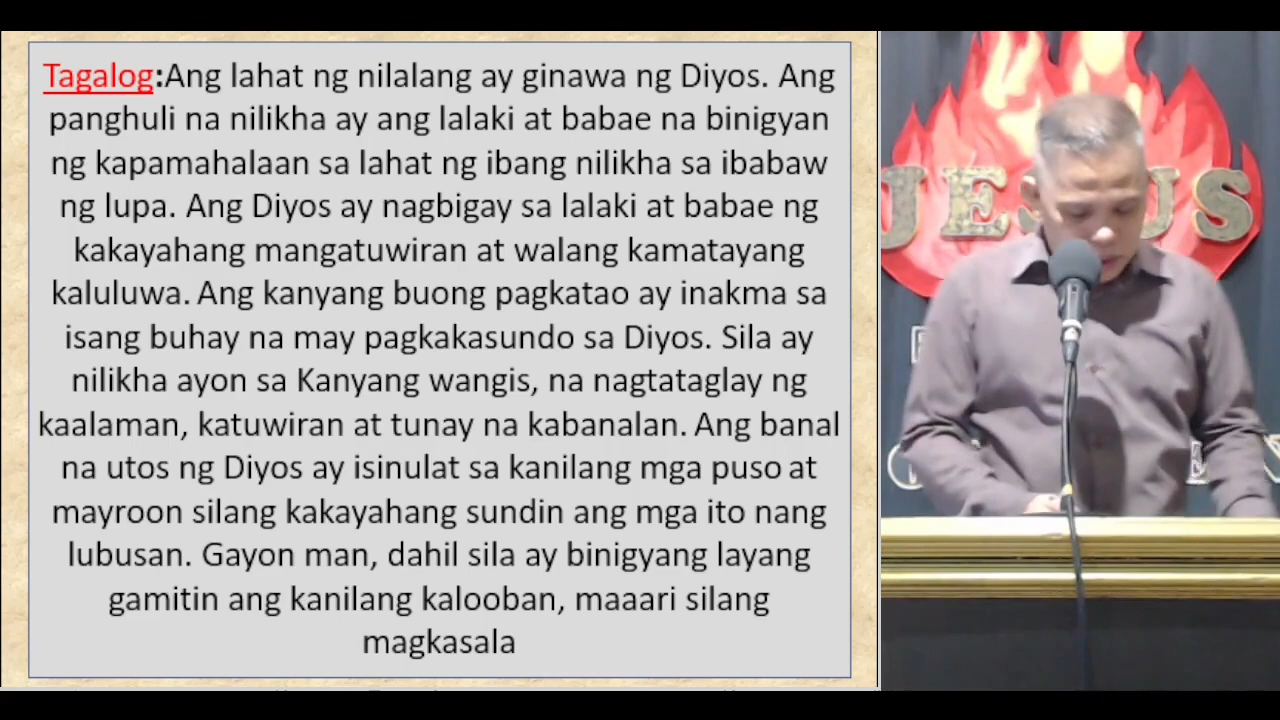 Tagalog:Ang lahat ng nilalang ay ginawa ng Diyos. Ang
panghuli na nilikha ay ang lalaki at babae na binigyan
ng kapamahalaan sa lahat ng ibang nilikha sa ibabaw
ng lupa. Ang Diyos ay nagbigay sa lalaki at babae ng
kakayahang mangatuwiran at walang kamatayang
kaluluwa. Ang kanyang buong pagkatao ay inakma sa
isang buhay na may pagkakasundo sa Diyos. Sila ay
nilikha ayon sa Kanyang wangis, na nagtataglay ng
kaalaman, katuwiran at tunay na kabanalan. Ang banal
na utos ng Diyos ay isinulat sa kanilang mga puso at
mayroon silang kakayahang sundin ang mga ito nang
lubusan. Gayon man, dahil sila ay binigyang layang
gamitin ang kanilang kalooban, maaari silang
magkasala
JESUS